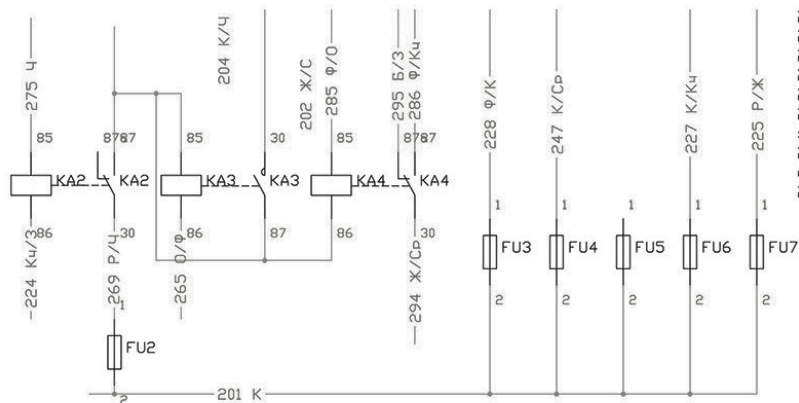 275 Ч
204 К/Ч
202 Ж/С
285 Ф/О
295 Б/З
286 Ф/Кч
228 Ф/К
247 К/Ср
227 К/Кч
225 Р/Ж
85
87
85
30
85
87
KA2
KA2
KA3
KA3
KA4
KA4
86
30
86
87
86
30
224 Кч/З
269 Р/Ч
265 О/Ф
294 Ж/Ср
1
1
1
1
1
FU3
FU4
FU5
FU6
FU7
2
2
2
2
2
1
FU2
2
201 К